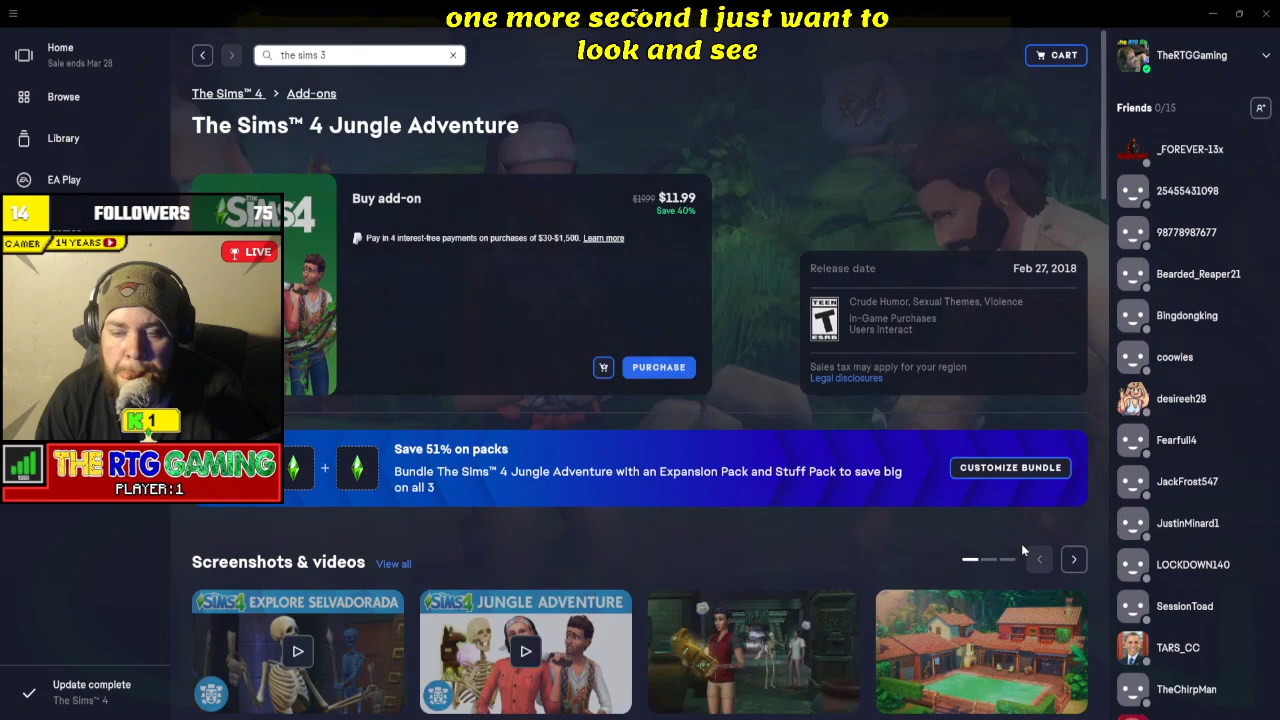 one more second I just want to
look and see
Home
Sale ends Mar 28
Browse
Library
EA Play
the sims 3
CART
The Sims™ 4 > Add-ons
The Sims™ 4 Jungle Adventure
Buy add-on
$19.99 $11.99
Save 40%
Pay in 4 interest-free payments on purchases of $30-$1,500. Learn more
PURCHASE
Release date Feb 27, 2018
TEEN
T
ESRB
Crude Humor, Sexual Themes, Violence
In-Game Purchases
Users Interact
Sales tax may apply for your region
Legal disclosures
14 FOLLOWERS 75
GAMER 14 YEARS
LIVE
K 1
THE RTG GAMING
PLAYER:1
Save 51% on packs
Bundle The Sims™ 4 Jungle Adventure with an Expansion Pack and Stuff Pack to save big
on all 3
CUSTOMIZE BUNDLE
Screenshots & videos View all
SIMS4 EXPLORE SELVADORADA
SIMS4 JUNGLE ADVENTURE
Update complete
The Sims™ 4
TheRTGGaming
Friends 0/15
_FOREVER-13x
25455431098
98778987677
Bearded_Reaper21
Bingdongking
coowies
desireeh28
Fearfull4
JackFrost547
JustinMinard1
LOCKDOWN140
SessionToad
TARS_CC
TheChirpMan